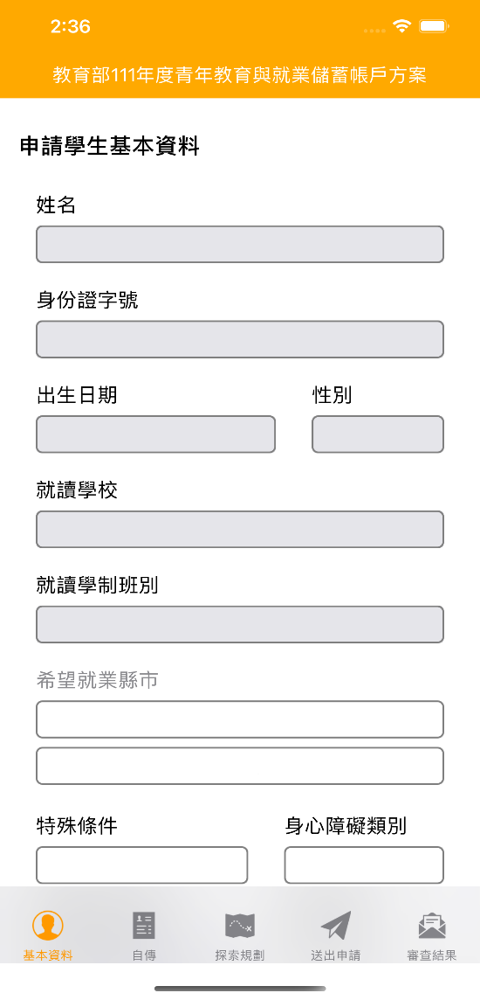 2:36
教育部111年度青年教育與就業儲蓄帳戶方案
申請學生基本資料
姓名
身份證字號
出生日期 性別
就讀學校
就讀學制班別
希望就業縣市
特殊條件 身心障礙類別
基本資料 自傳 探索規劃 送出申請 審查結果